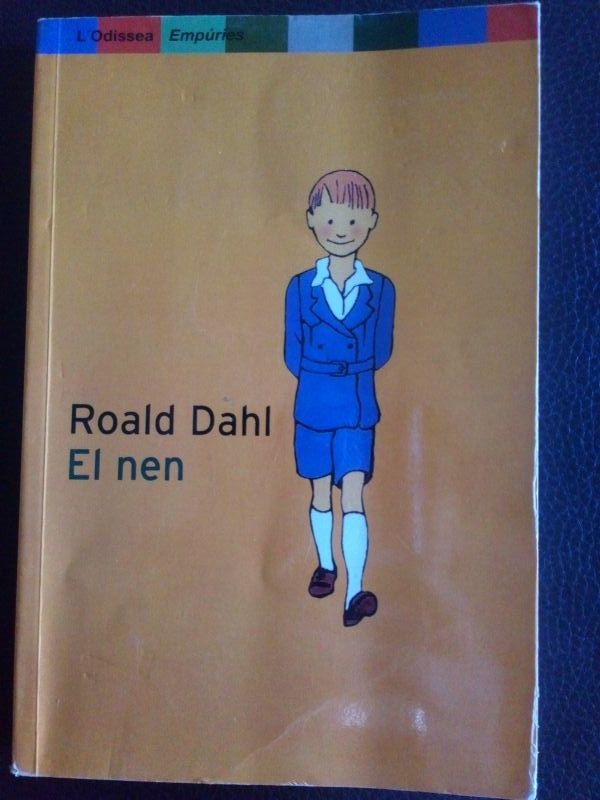 L'Odissea Empúries
Roald Dahl
El nen